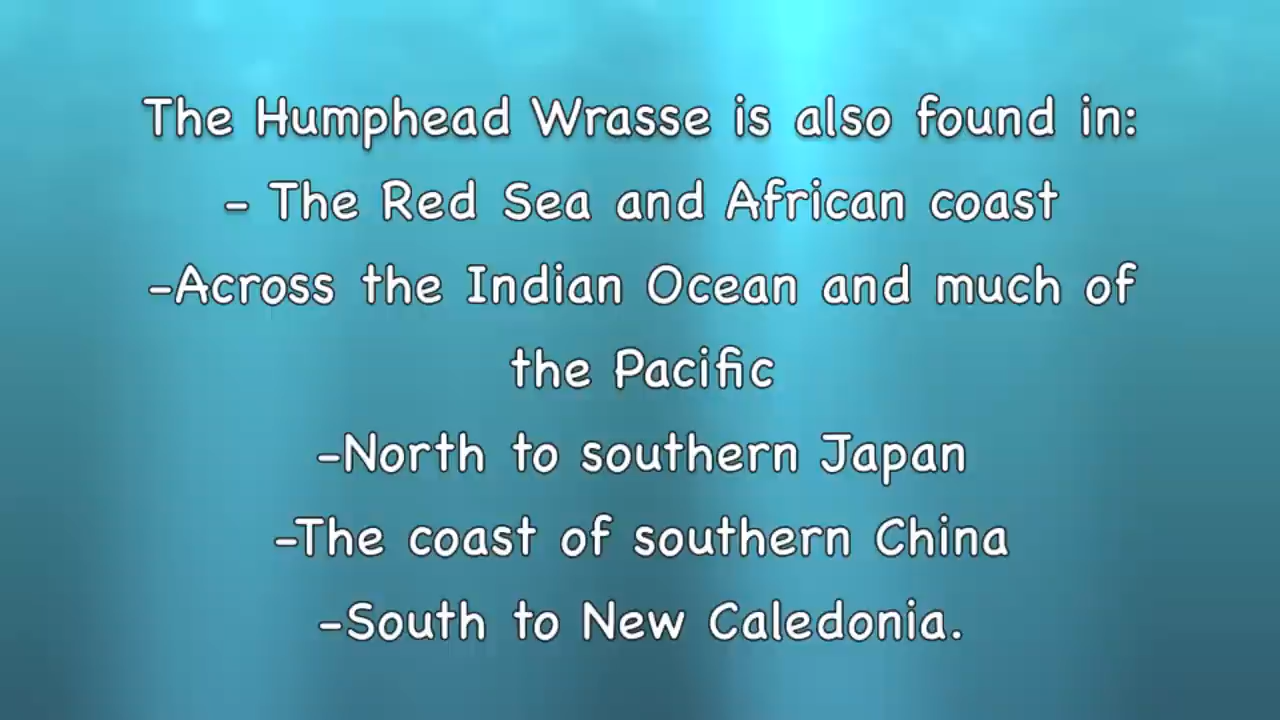 The Humphead Wrasse is also found in:
- The Red Sea and African coast
-Across the Indian Ocean and much of
the Pacific
-North to southern Japan
-The coast of southern China
-South to New Caledonia.